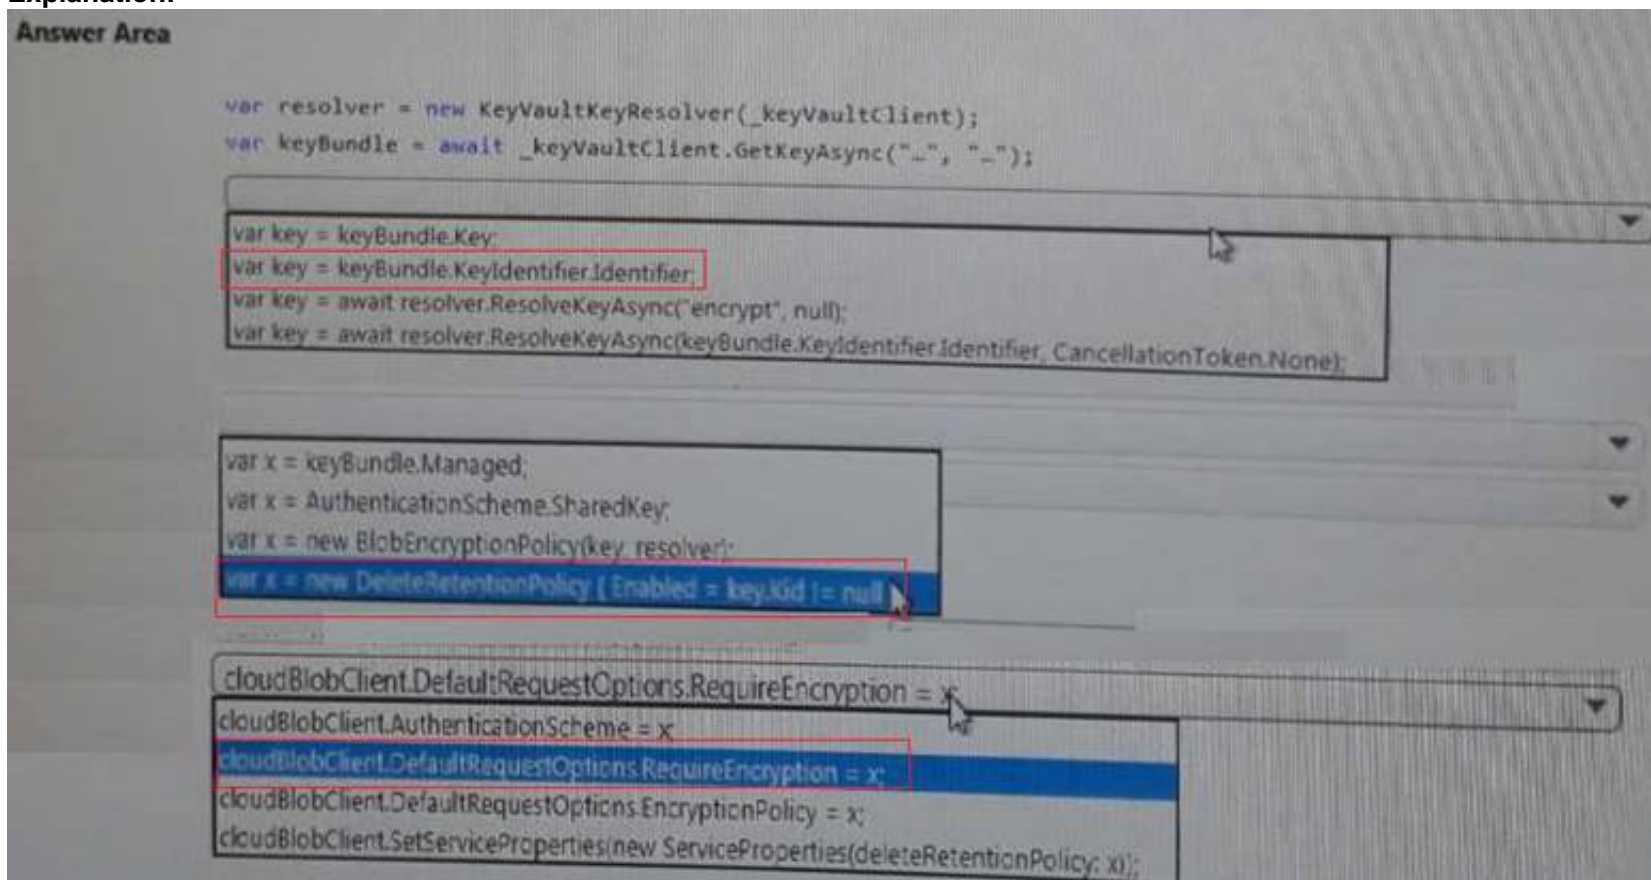 Explanation:
Answer Area
var resolver = new KeyVaultKeyResolver(_keyVaultClient);
var keyBundle = await _keyVaultClient.GetKeyAsync("…", "…");
var key = keyBundle.Key;
var key = keyBundle.KeyIdentifier.Identifier;
var key = await resolver.ResolveKeyAsync("encrypt", null);
var key = await resolver.ResolveKeyAsync(keyBundle.KeyIdentifier.Identifier, CancellationToken.None);
var x = keyBundle.Managed;
var x = AuthenticationScheme.SharedKey;
var x = new BlobEncryptionPolicy(key, resolver);
var x = new DeleteRetentionPolicy { Enabled = key.Kid != null
cloudBlobClient.DefaultRequestOptions.RequireEncryption = x;
cloudBlobClient.AuthenticationScheme = x;
cloudBlobClient.DefaultRequestOptions.RequireEncryption = x;
cloudBlobClient.DefaultRequestOptions.EncryptionPolicy = x;
cloudBlobClient.SetServiceProperties(new ServiceProperties(deleteRetentionPolicy: x));